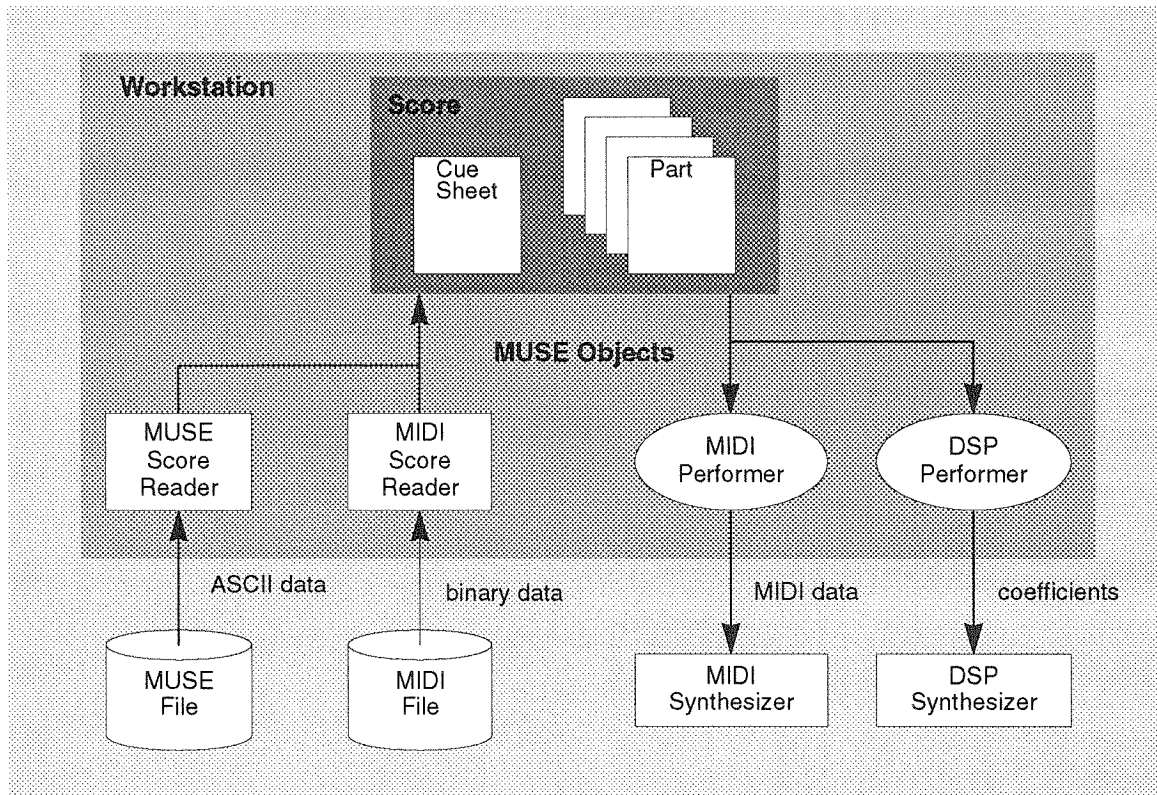 Workstation
Score
Cue
Sheet
Part
MUSE Objects
MUSE
Score
Reader
MIDI
Score
Reader
MIDI
Performer
DSP
Performer
ASCII data
binary data
MIDI data
coefficients
MUSE
File
MIDI
File
MIDI
Synthesizer
DSP
Synthesizer